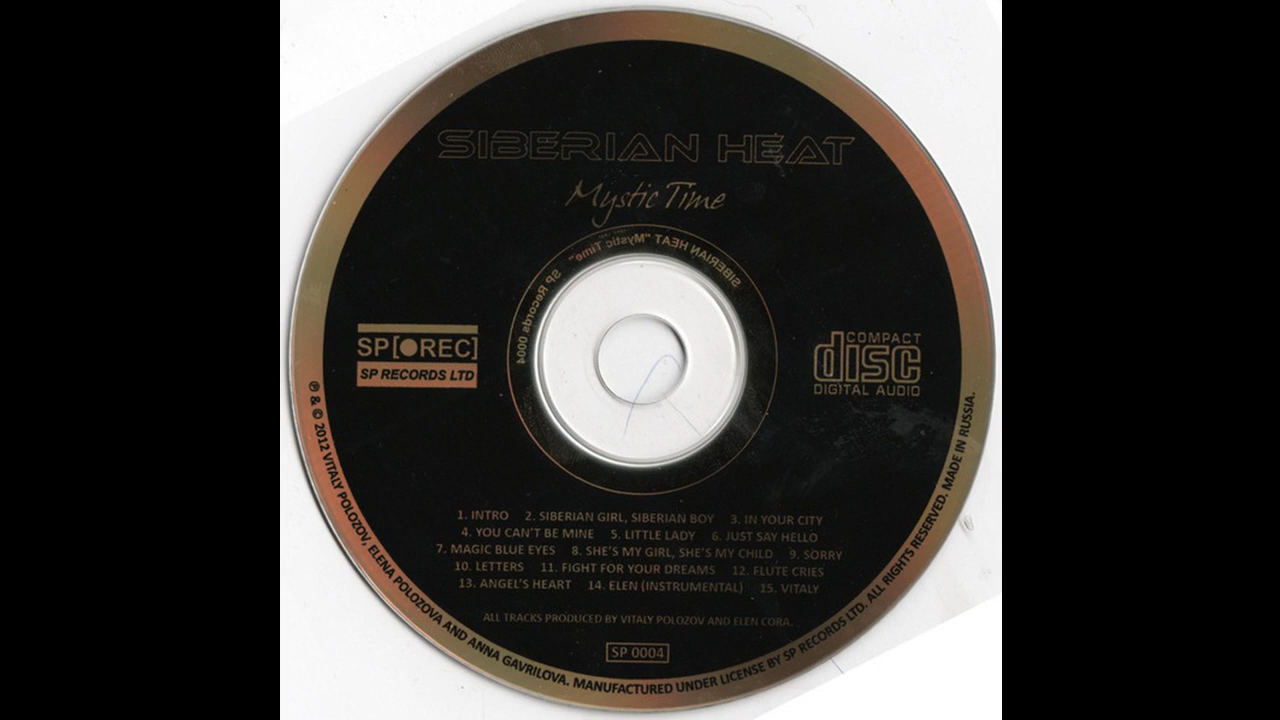 SIBERIAN HEAT
Mystic Time
SIBERIAN HEAT "Mystic Time" SP Records 0004
SP[●REC]
SP RECORDS LTD
COMPACT
disc
DIGITAL AUDIO
1. INTRO 2. SIBERIAN GIRL, SIBERIAN BOY 3. IN YOUR CITY
4. YOU CAN'T BE MINE 5. LITTLE LADY 6. JUST SAY HELLO
7. MAGIC BLUE EYES 8. SHE'S MY GIRL, SHE'S MY CHILD 9. SORRY
10. LETTERS 11. FIGHT FOR YOUR DREAMS 12. FLUTE CRIES
13. ANGEL'S HEART 14. ELEN (INSTRUMENTAL) 15. VITALY
ALL TRACKS PRODUCED BY VITALY POLOZOV AND ELEN CORA.
SP 0004
℗ & © 2012 VITALY POLOZOV, ELENA POLOZOVA AND ANNA GAVRILOVA. MANUFACTURED UNDER LICENSE BY SP RECORDS LTD. ALL RIGHTS RESERVED. MADE IN RUSSIA.